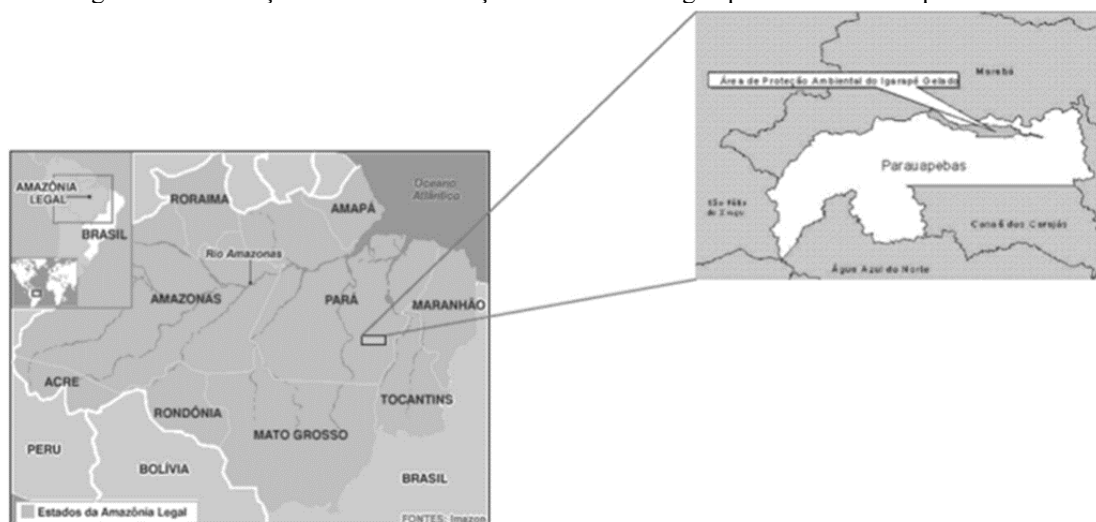 Marabá
Área de Proteção Ambiental do Igarapé Gelado
Parauapebas
São Félix
do Xingu
Canaã dos Carajás
Água Azul do Norte
AMAZÔNIA
LEGAL
BRASIL
RORAIMA
AMAPÁ
Oceano
Atlântico
Rio Amazonas
AMAZONAS
PARÁ
MARANHÃO
ACRE
RONDÔNIA
TOCANTINS
MATO GROSSO
PERU
BOLÍVIA
BRASIL
Estados da Amazônia Legal
FONTES: Imazon